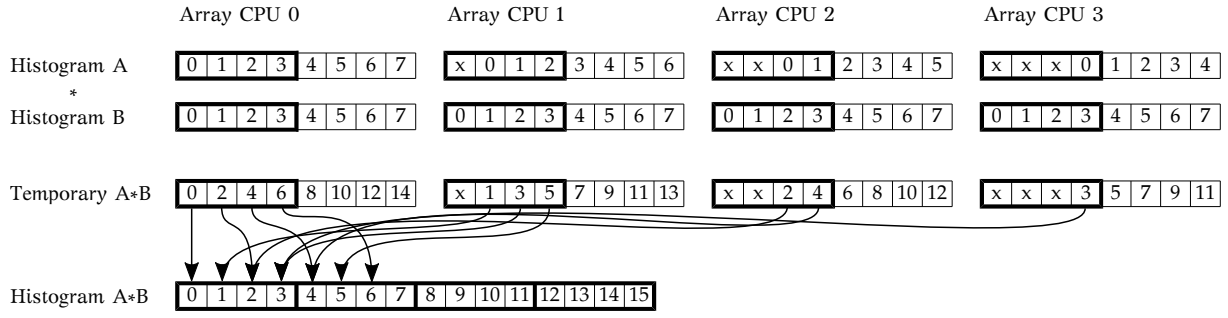 Array CPU 0 Array CPU 1 Array CPU 2 Array CPU 3
Histogram A 0 1 2 3 4 5 6 7 x 0 1 2 3 4 5 6 x x 0 1 2 3 4 5 x x x 0 1 2 3 4
*
Histogram B 0 1 2 3 4 5 6 7 0 1 2 3 4 5 6 7 0 1 2 3 4 5 6 7 0 1 2 3 4 5 6 7
Temporary A*B 0 2 4 6 8 10 12 14 x 1 3 5 7 9 11 13 x x 2 4 6 8 10 12 x x x 3 5 7 9 11
Histogram A*B 0 1 2 3 4 5 6 7 8 9 10 11 12 13 14 15